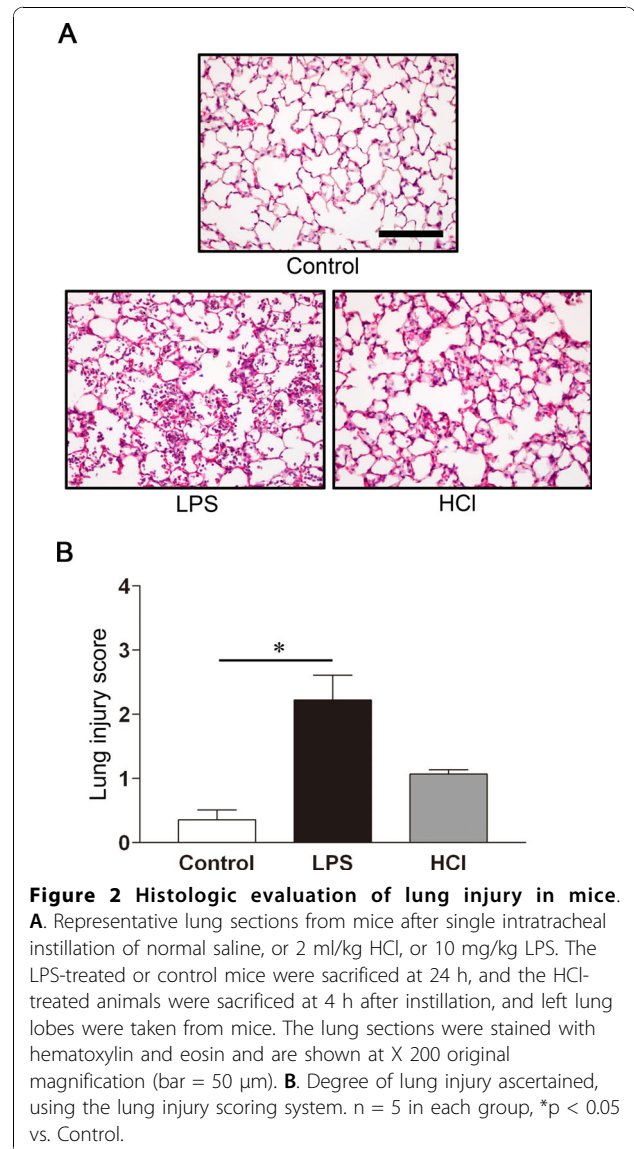 A
Control
LPS
HCl
B
Lung injury score
4
3
2
1
0
*
Control
LPS
HCl
Figure 2 Histologic evaluation of lung injury in mice.
A. Representative lung sections from mice after single intratracheal
instillation of normal saline, or 2 ml/kg HCl, or 10 mg/kg LPS. The
LPS-treated or control mice were sacrificed at 24 h, and the HCl-
treated animals were sacrificed at 4 h after instillation, and left lung
lobes were taken from mice. The lung sections were stained with
hematoxylin and eosin and are shown at X 200 original
magnification (bar = 50 μm). B. Degree of lung injury ascertained,
using the lung injury scoring system. n = 5 in each group, *p < 0.05
vs. Control.